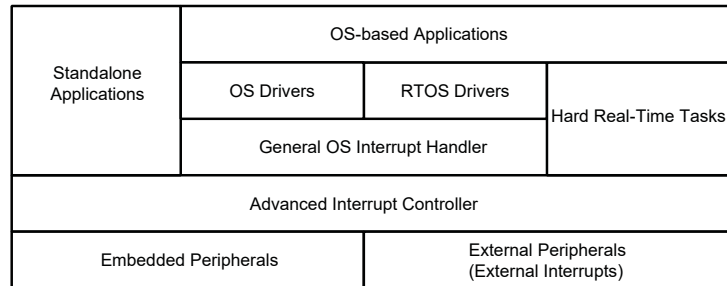 OS-based Applications
Standalone
Applications
OS Drivers
RTOS Drivers
Hard Real-Time Tasks
General OS Interrupt Handler
Advanced Interrupt Controller
Embedded Peripherals
External Peripherals
(External Interrupts)